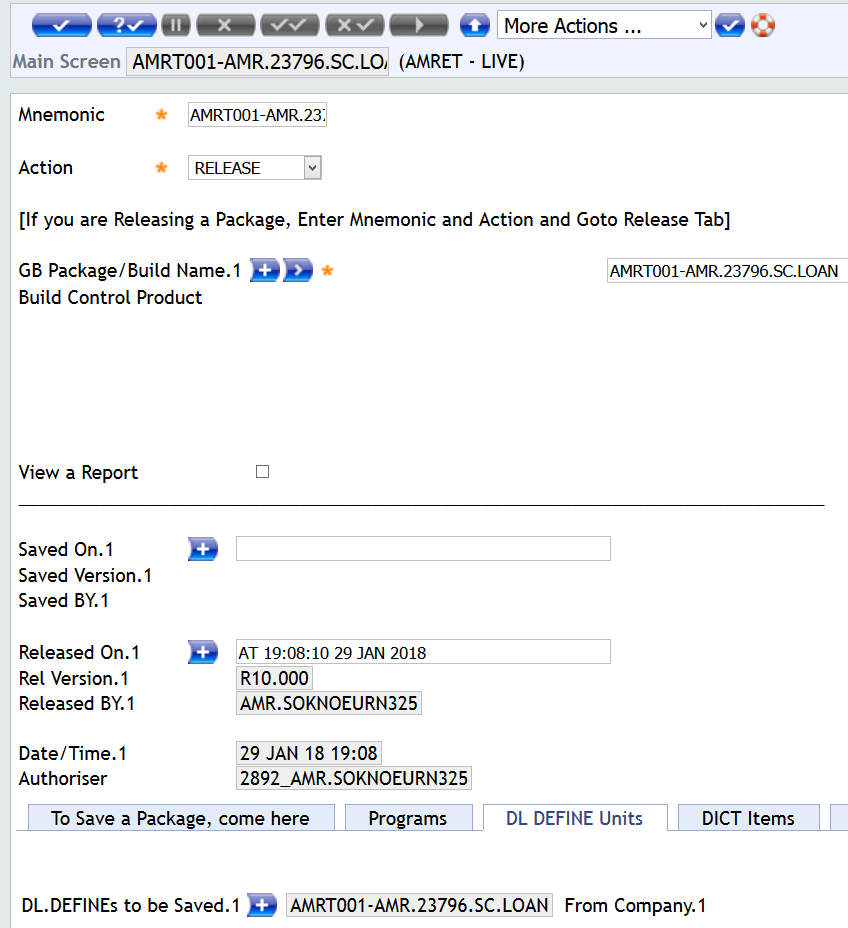 More Actions ...
Main Screen AMRT001-AMR.23796.SC.LOA (AMRET - LIVE)
Mnemonic * AMRT001-AMR.237
Action * RELEASE
[If you are Releasing a Package, Enter Mnemonic and Action and Goto Release Tab]
GB Package/Build Name.1 * AMRT001-AMR.23796.SC.LOAN
Build Control Product
View a Report
Saved On.1
Saved Version.1
Saved BY.1
Released On.1 AT 19:08:10 29 JAN 2018
Rel Version.1 R10.000
Released BY.1 AMR.SOKNOEURN325
Date/Time.1 29 JAN 18 19:08
Authoriser 2892_AMR.SOKNOEURN325
To Save a Package, come here Programs DL DEFINE Units DICT Items
DL.DEFINEs to be Saved.1 AMRT001-AMR.23796.SC.LOAN From Company.1